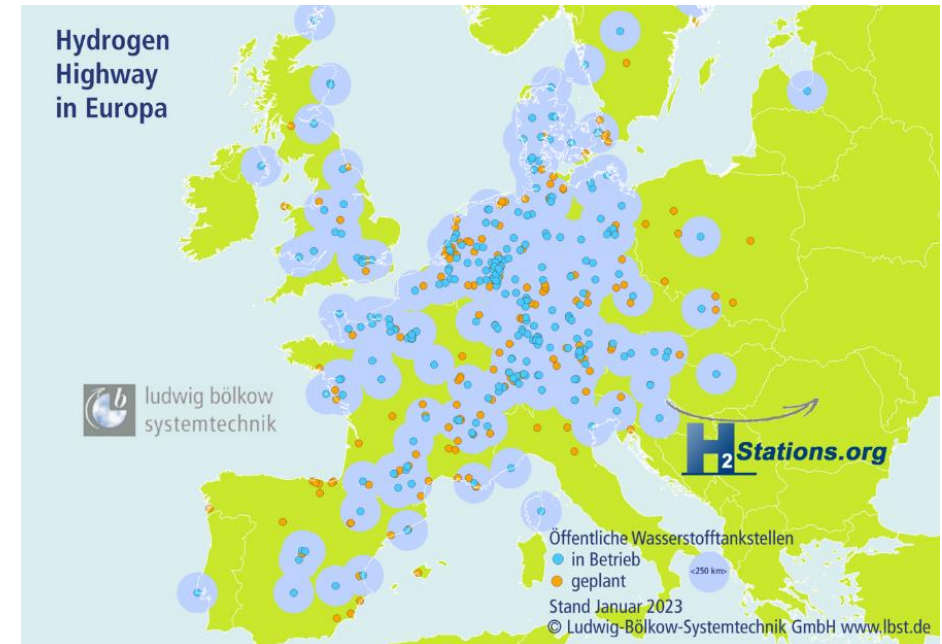 Hydrogen
Highway
in Europa
b
ludwig bölkow
systemtechnik
H2Stations.org
Öffentliche Wasserstofftankstellen
in Betrieb
geplant
<250 km>
Stand Januar 2023
© Ludwig-Bölkow-Systemtechnik GmbH www.lbst.de